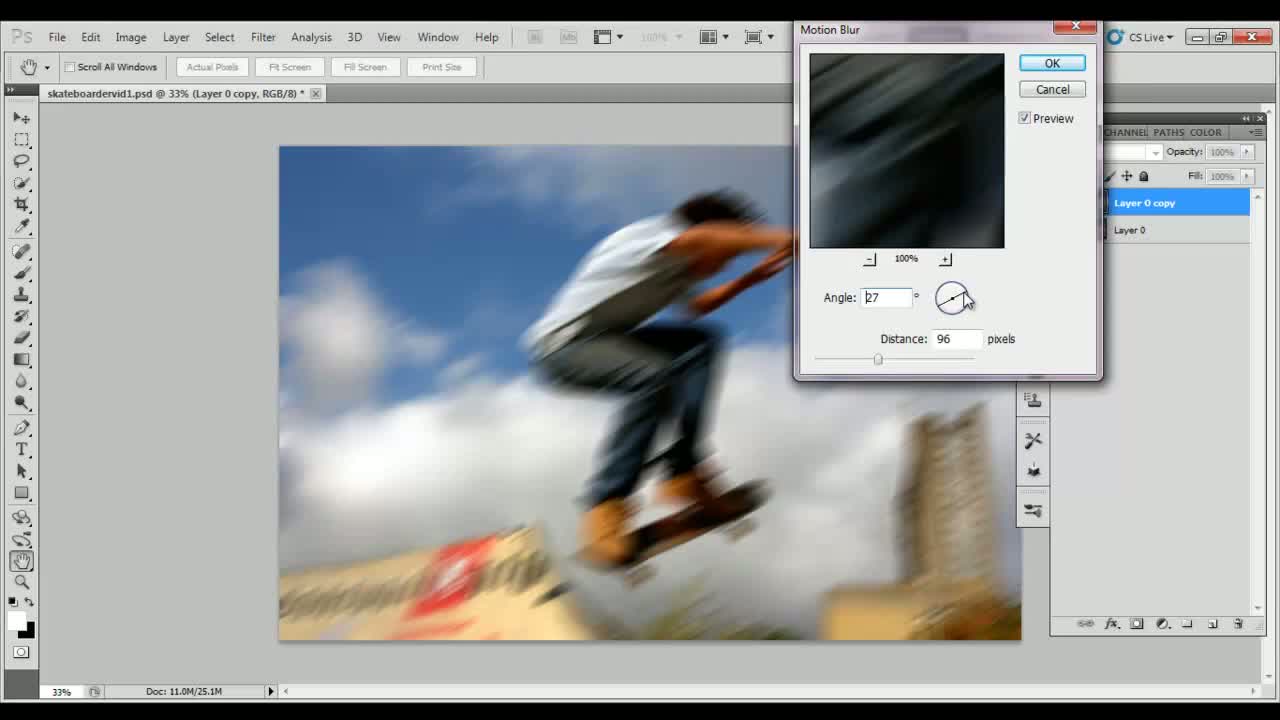 Motion Blur
Ps File Edit Image Layer Select Filter Analysis 3D View Window Help Br Mb 100% CS Live
Scroll All Windows Actual Pixels Fit Screen Fill Screen Print Size
skateboardervid1.psd @ 33% (Layer 0 copy, RGB/8) *
OK
Cancel
Preview
CHANNEL PATHS COLOR
Opacity: 100%
Fill: 100%
Layer 0 copy
Layer 0
100%
Angle: 27 °
Distance: 96 pixels
T
fx
33% Doc: 11.0M/25.1M